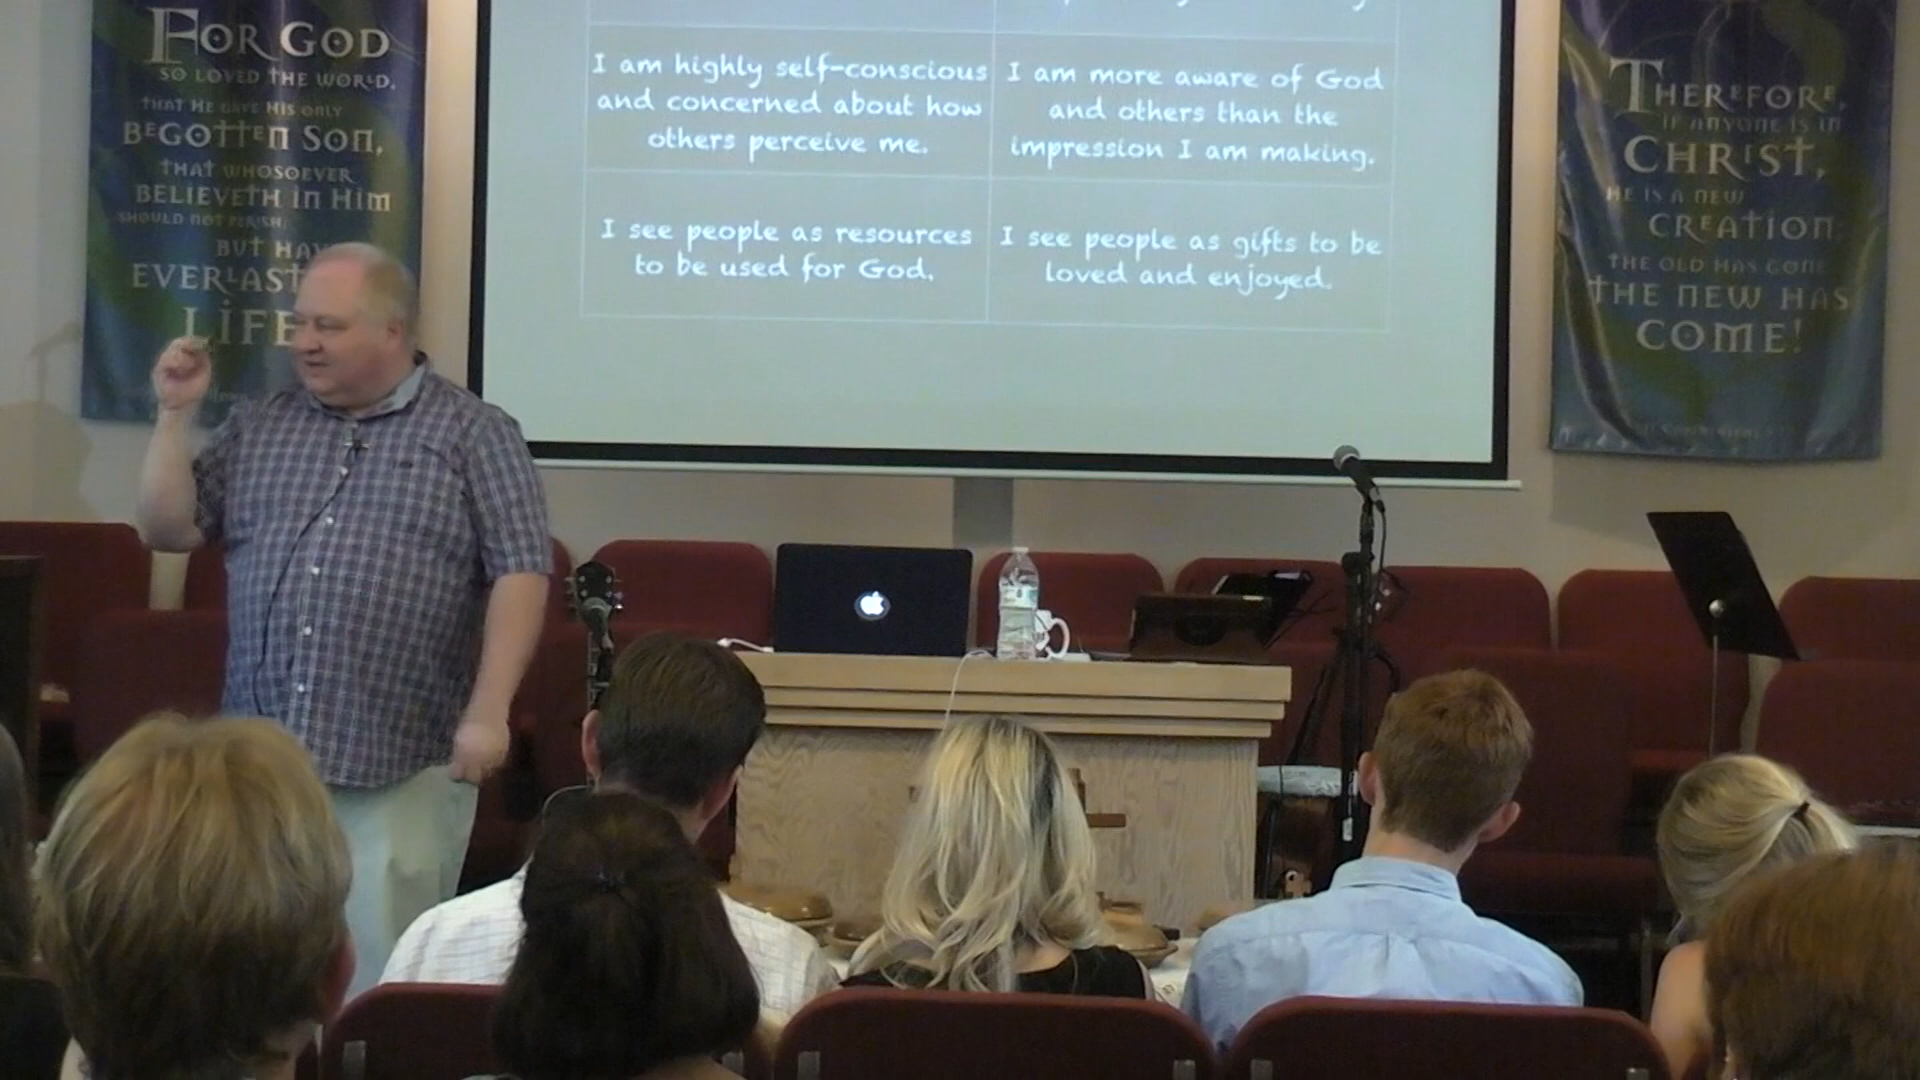 FOR GOD
SO LOVED THE WORLD,
THAT HE GAVE HIS ONLY
BEGOTTEN SON,
THAT WHOSOEVER
BELIEVETH IN HIM
SHOULD NOT PERISH,
BUT HAV
EVERLAST
LIFE
I am highly self-conscious
and concerned about how
others perceive me.
I am more aware of God
and others than the
impression I am making.
I see people as resources
to be used for God.
I see people as gifts to be
loved and enjoyed.
THEREFORE,
IF ANYONE IS IN
CHRIST,
HE IS A NEW
CREATION;
THE OLD HAS GONE
THE NEW HAS
COME!